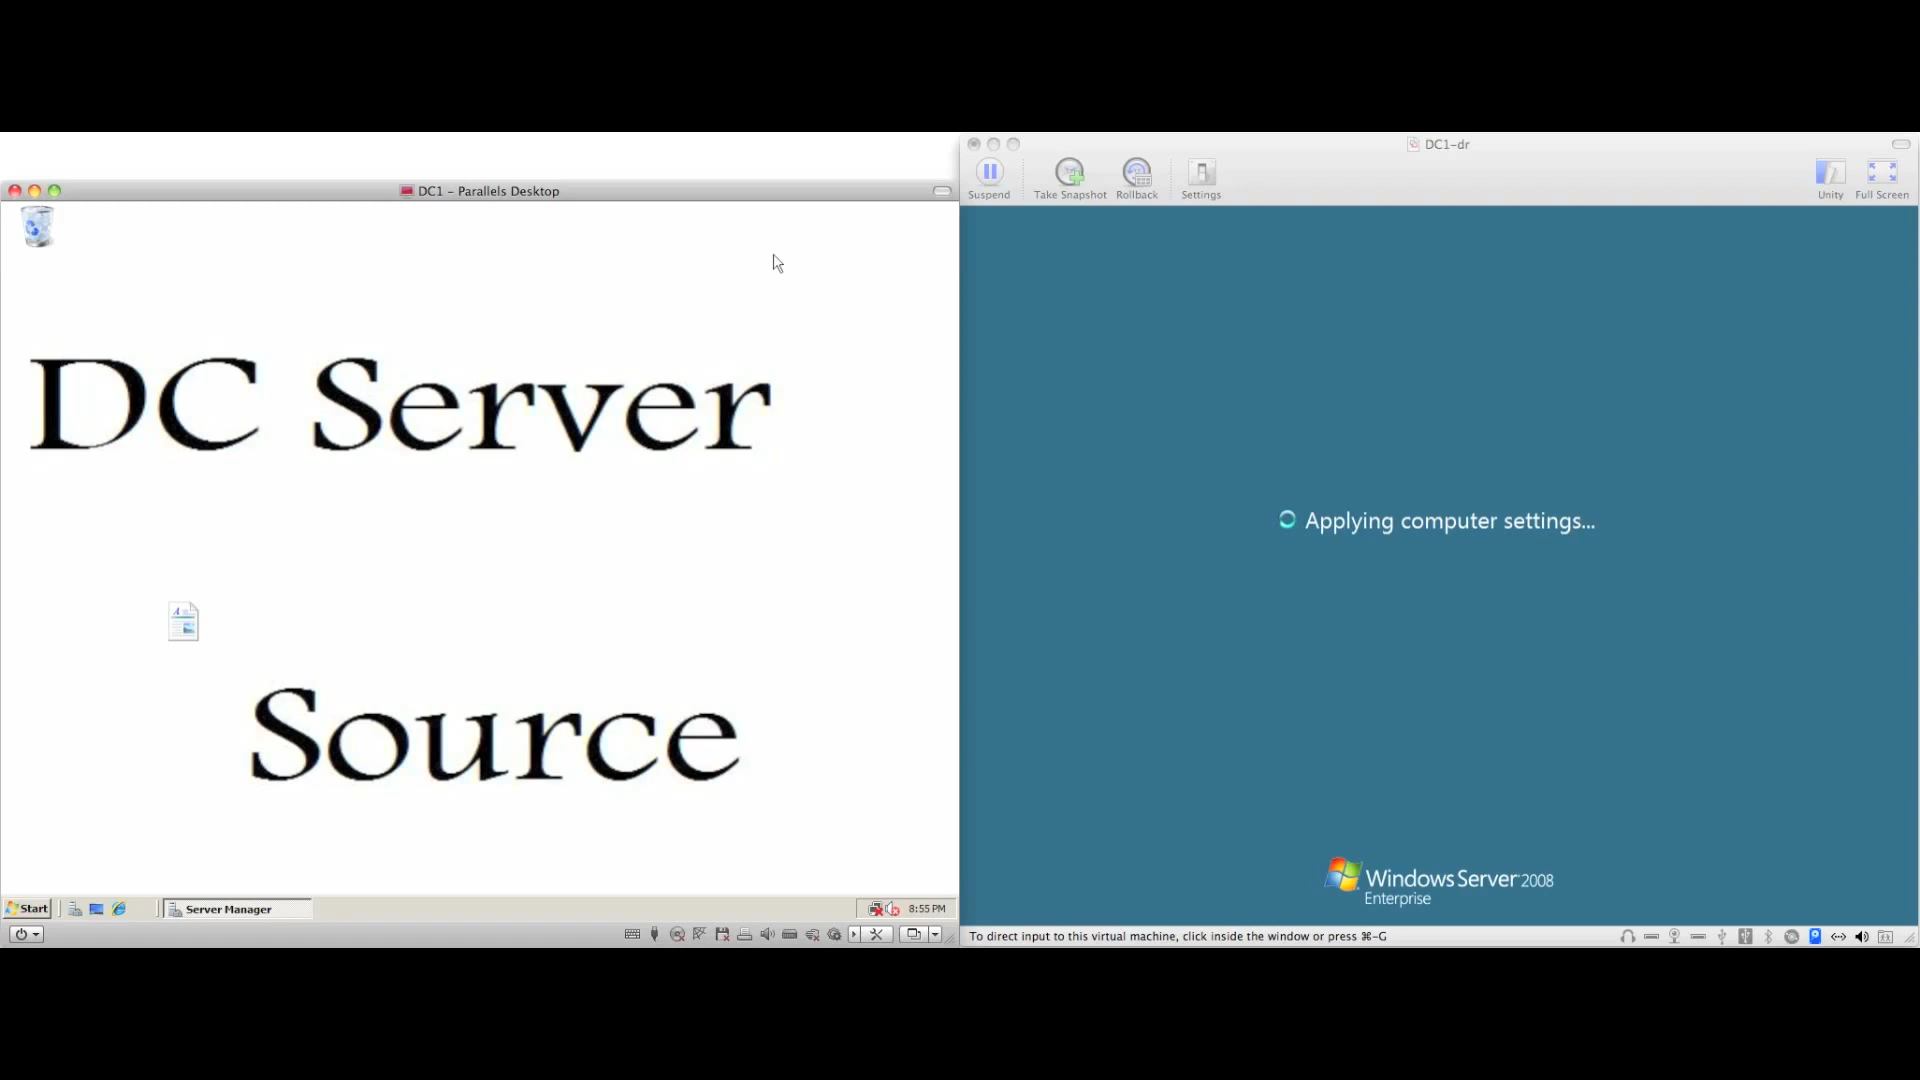 DC1 - Parallels Desktop
DC Server
Source
Start
Server Manager
8:55 PM
DC1-dr
Suspend
Take Snapshot
Rollback
Settings
Unity
Full Screen
Applying computer settings...
Windows Server 2008
Enterprise
To direct input to this virtual machine, click inside the window or press ⌘-G